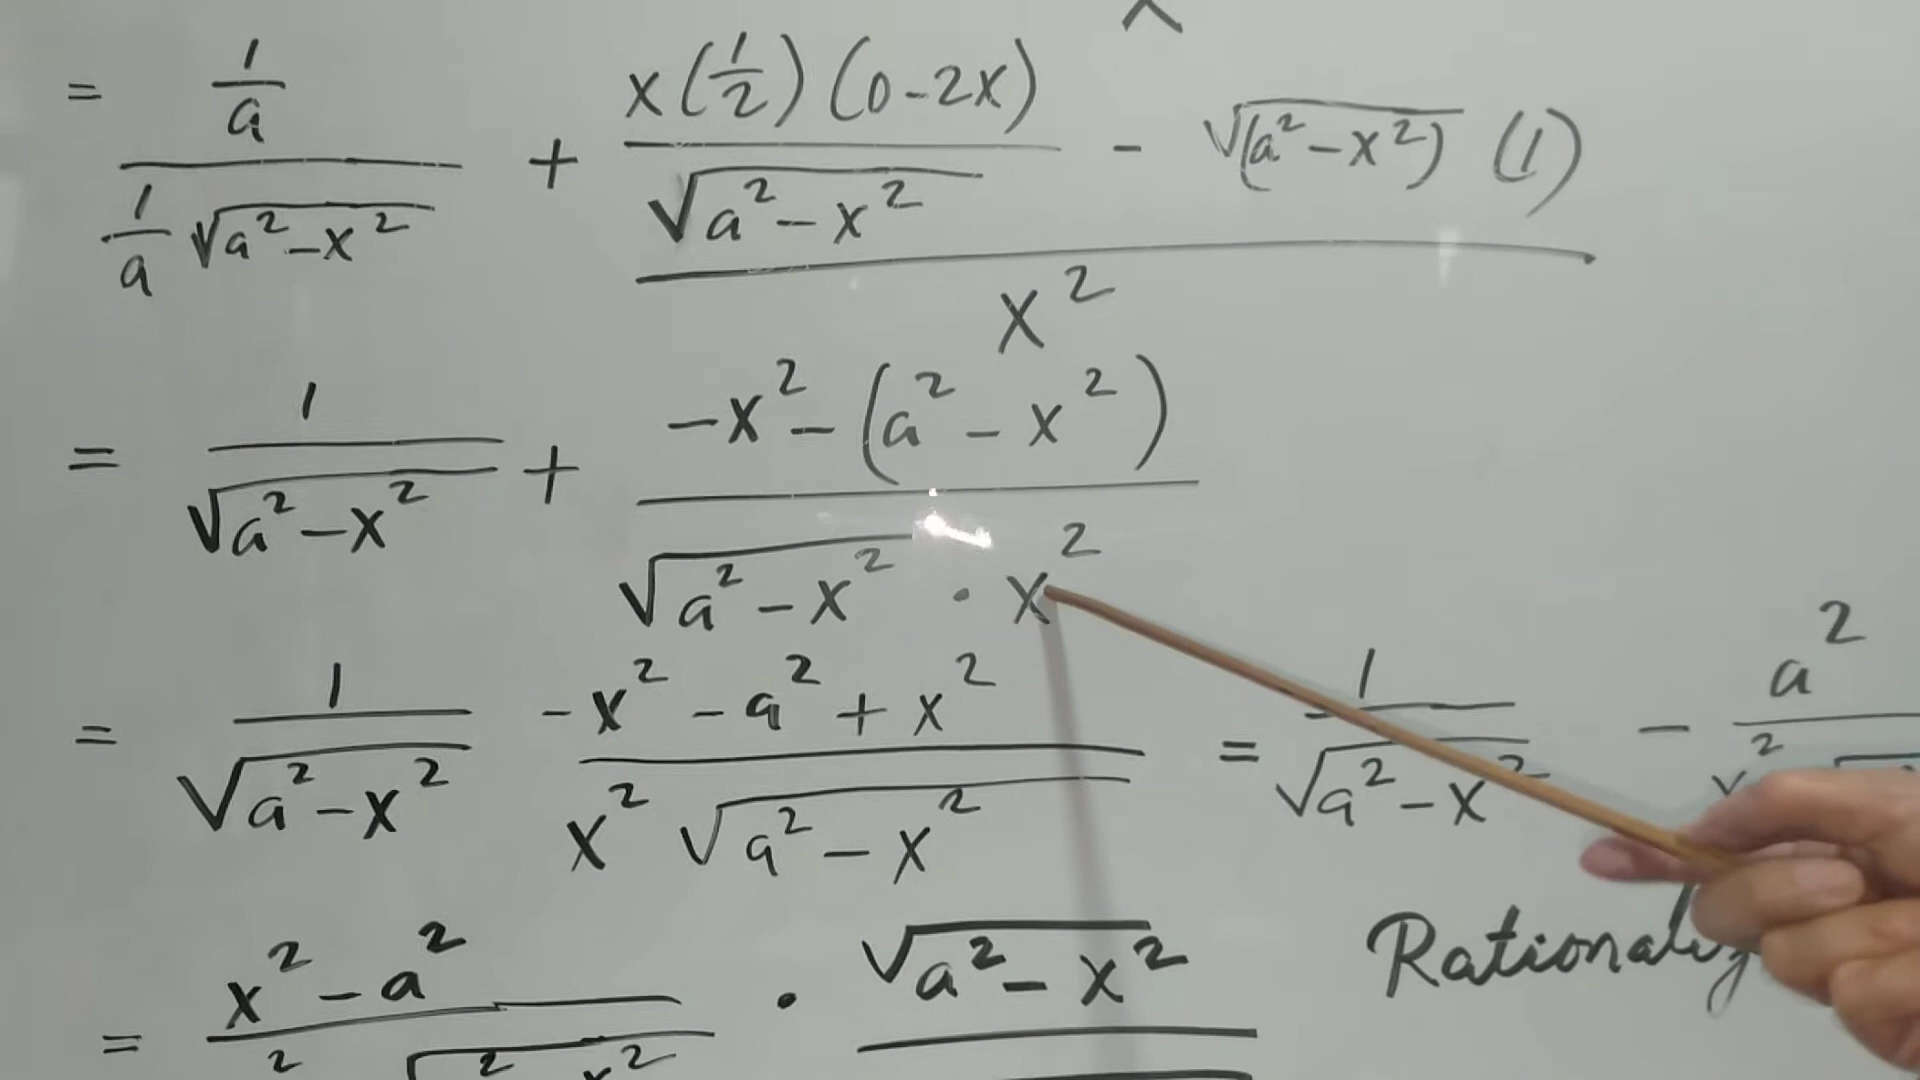 = (1/a)/((1/a)√(a²-x²)) + (x(1/2)(0-2x)/√(a²-x²) - √(a²-x²) (1))/x²
= 1/√(a²-x²) + (-x²-(a²-x²))/(√(a²-x²) · x²)
= 1/√(a²-x²) (-x²-a²+x²)/(x²√(a²-x²)) = 1/√(a²-x²) - a²
= x²-a² · √(a²-x²)